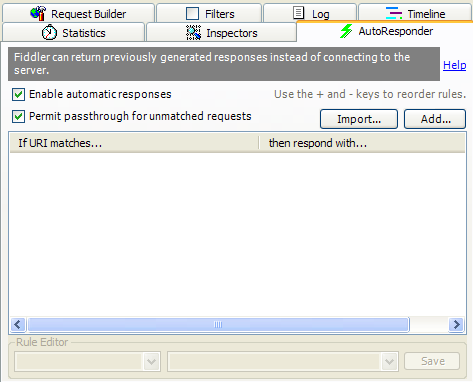 Request Builder Filters Log Timeline
Statistics Inspectors AutoResponder
Fiddler can return previously generated responses instead of connecting to the
server.
Help
Enable automatic responses Use the + and - keys to reorder rules.
Permit passthrough for unmatched requests Import... Add...
If URI matches... then respond with...
Rule Editor
Save